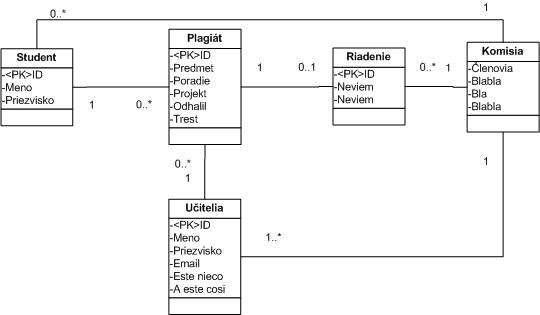 0..*
1
Student
-<PK>ID
-Meno
-Priezvisko
1
0..*
Plagiát
-<PK>ID
-Predmet
-Poradie
-Projekt
-Odhalil
-Trest
1
0..1
Riadenie
-<PK>ID
-Neviem
-Neviem
0..*
1
Komisia
-Členovia
-Blabla
-Bla
-Blabla
0..*
1
1
Učitelia
-<PK>ID
-Meno
-Priezvisko
-Email
-Este nieco
-A este cosi
1..*